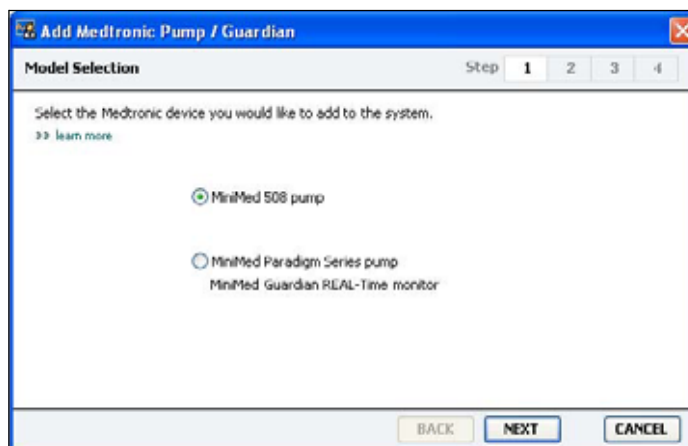 Add Medtronic Pump / Guardian
Model Selection Step 1 2 3 4
Select the Medtronic device you would like to add to the system.
>> learn more
MiniMed 508 pump
MiniMed Paradigm Series pump
MiniMed Guardian REAL-Time monitor
BACK NEXT CANCEL